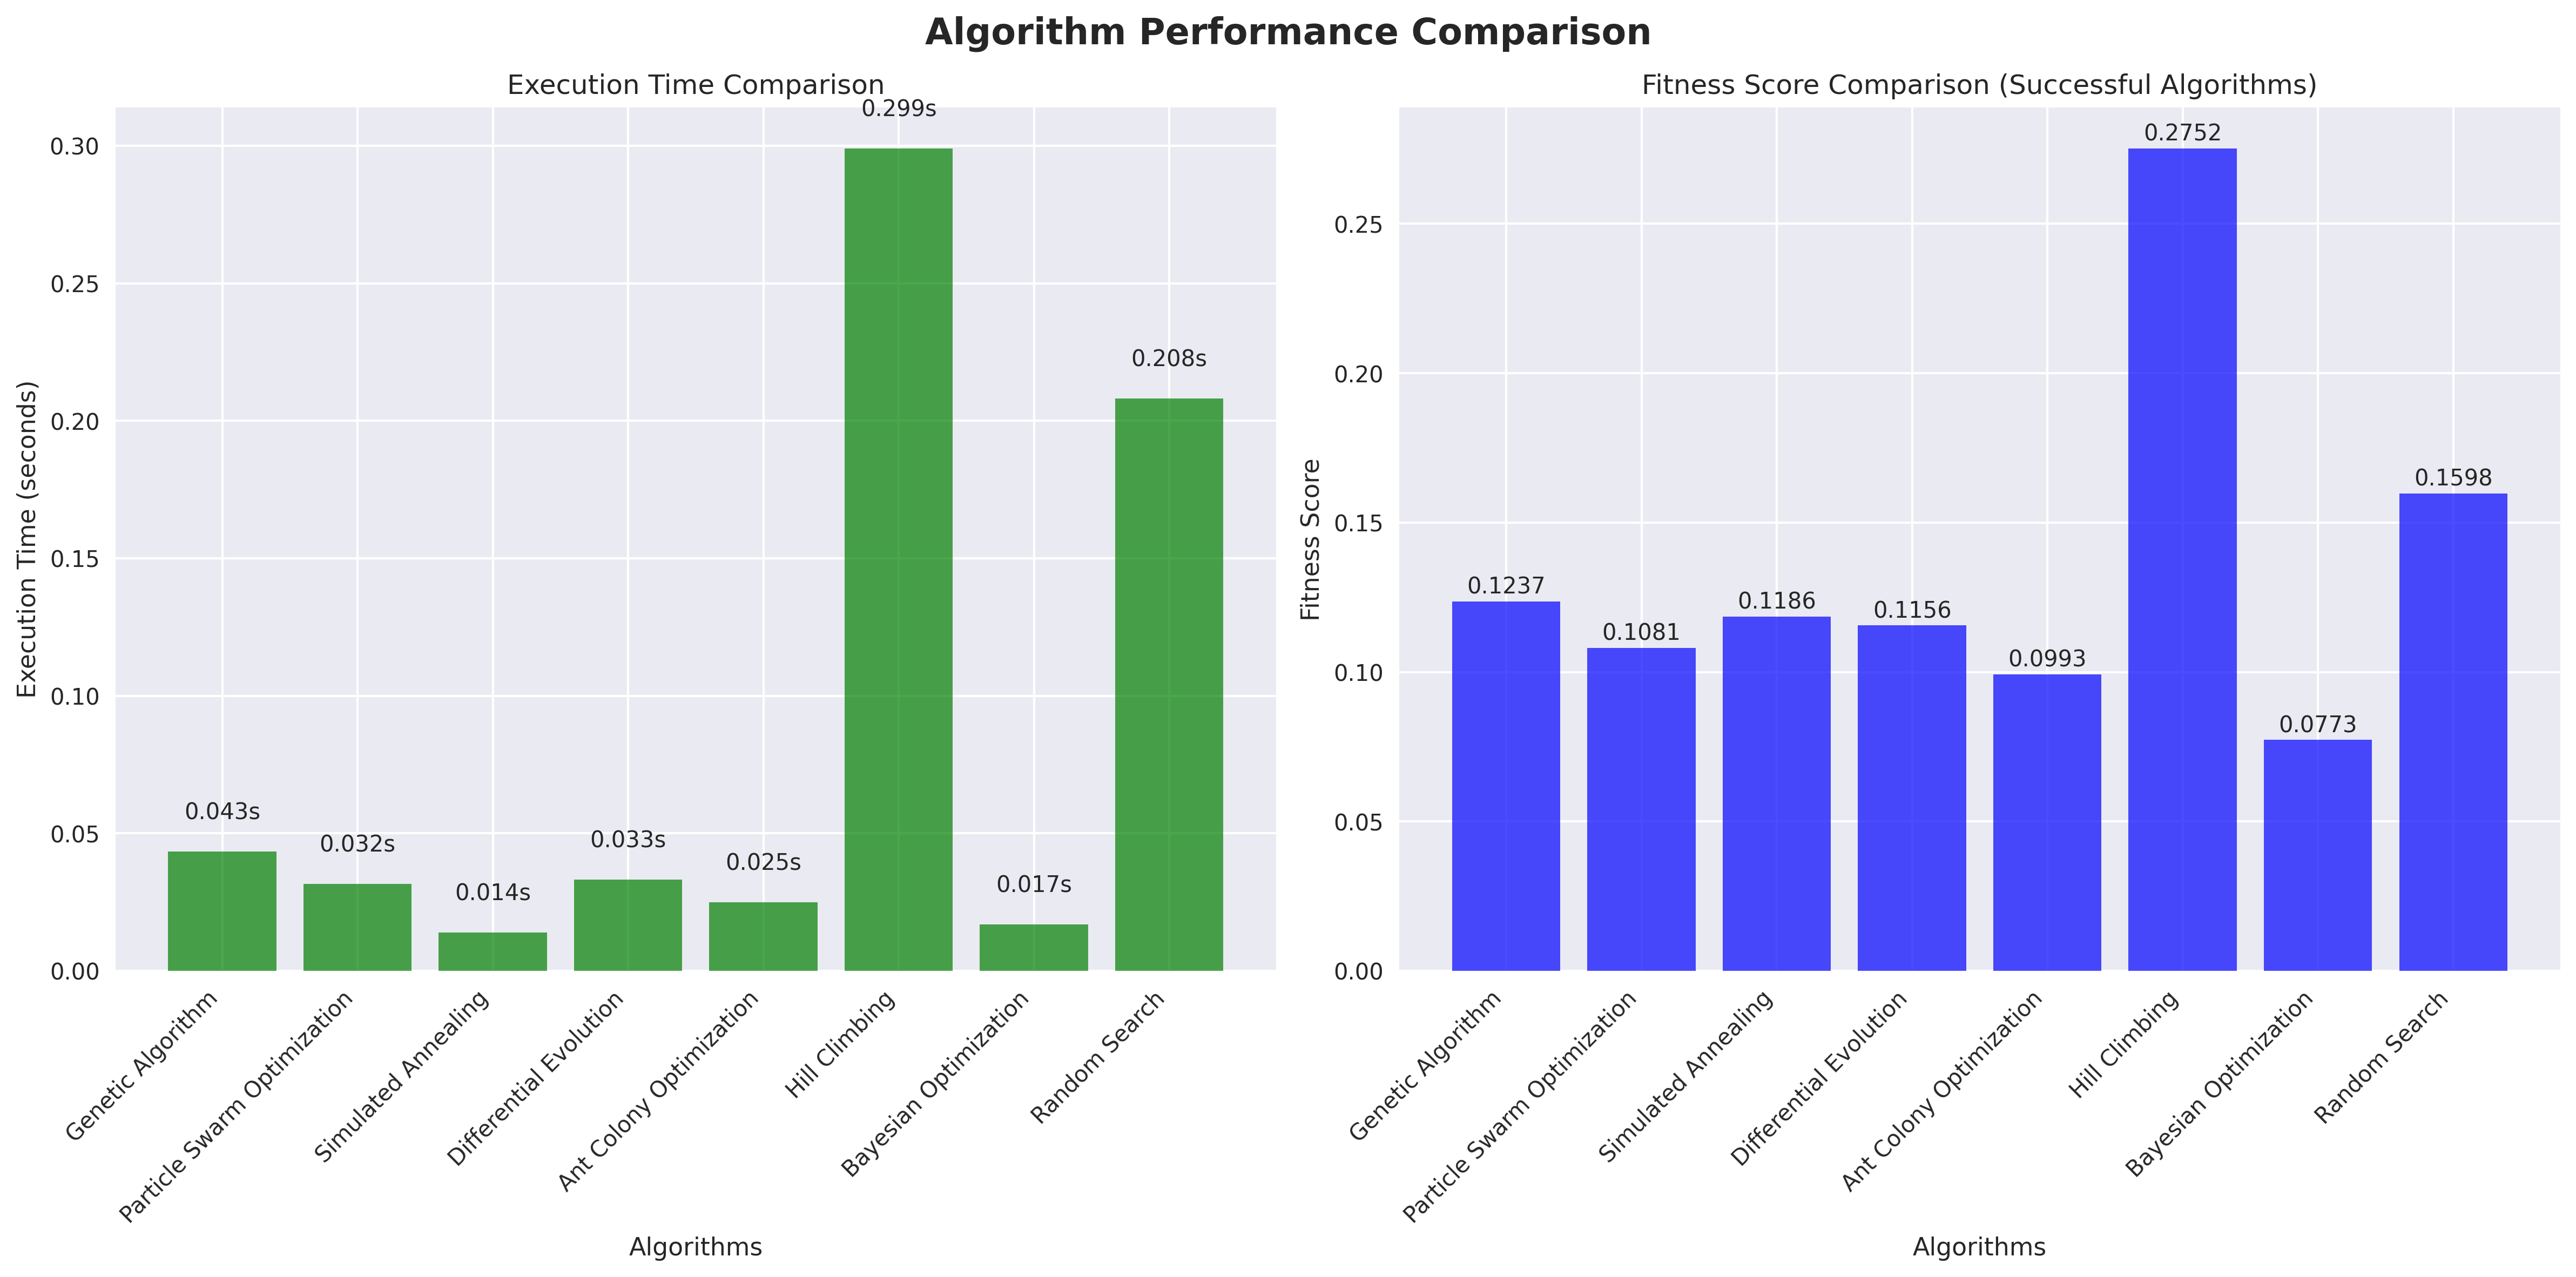 Algorithm Performance Comparison
Execution Time Comparison
Execution Time (seconds)
0.30
0.25
0.20
0.15
0.10
0.05
0.00
0.043s
0.032s
0.014s
0.033s
0.025s
0.299s
0.017s
0.208s
Genetic Algorithm
Particle Swarm Optimization
Simulated Annealing
Differential Evolution
Ant Colony Optimization
Hill Climbing
Bayesian Optimization
Random Search
Algorithms
Fitness Score Comparison (Successful Algorithms)
Fitness Score
0.25
0.20
0.15
0.10
0.05
0.00
0.1237
0.1081
0.1186
0.1156
0.0993
0.2752
0.0773
0.1598
Genetic Algorithm
Particle Swarm Optimization
Simulated Annealing
Differential Evolution
Ant Colony Optimization
Hill Climbing
Bayesian Optimization
Random Search
Algorithms